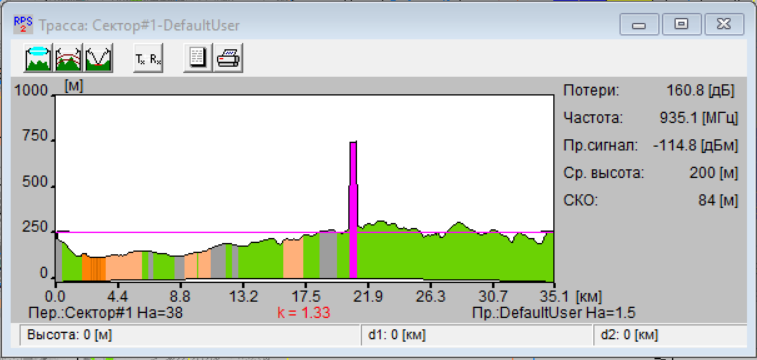 RPS 2 Трасса: Сектор#1-DefaultUser
Tx Rx
[м]
1000
750
500
250
0
0.0 4.4 8.8 13.2 17.5 21.9 26.3 30.7 35.1 [км]
Пер.:Сектор#1 Ha=38 k = 1.33 Пр.:DefaultUser Ha=1.5
Потери: 160.8 [дБ]
Частота: 935.1 [МГц]
Пр.сигнал: -114.8 [дБм]
Ср. высота: 200 [м]
СКО: 84 [м]
Высота: 0 [м] d1: 0 [км] d2: 0 [км]